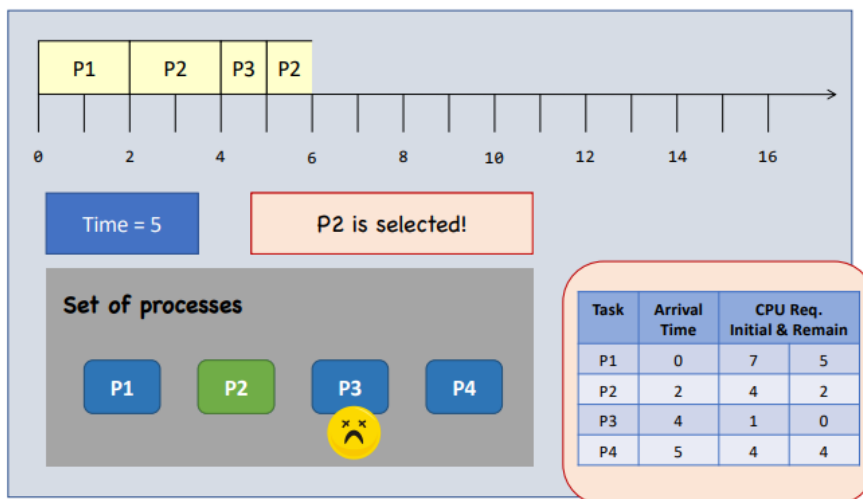 P1 P2 P3 P2
0 2 4 6 8 10 12 14 16
Time = 5
P2 is selected!
Set of processes
P1 P2 P3 P4
Task Arrival Time CPU Req. Initial & Remain
P1 0 7 5
P2 2 4 2
P3 4 1 0
P4 5 4 4